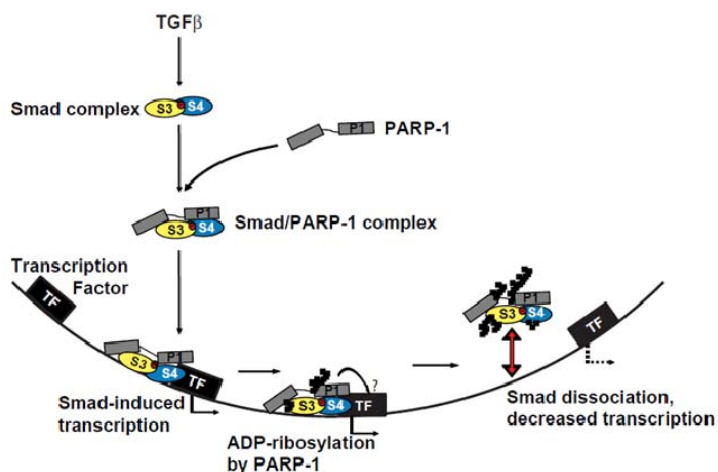 TGFβ
Smad complex
S3 S4
P1
PARP-1
P1
S3 S4
Smad/PARP-1 complex
Transcription
Factor
TF
P1
S3
S4
TF
Smad-induced
transcription
P1
?
S3 S4 TF
ADP-ribosylation
by PARP-1
P1
S3 S4
TF
Smad dissociation,
decreased transcription